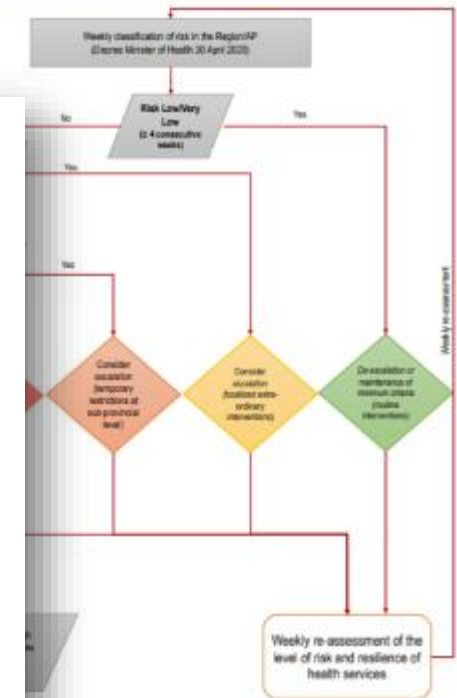 Weekly classification of risk in the Region/AP
(Decree Minister of Health 30 April 2020)
Risk Low/Very
Low
(≥ 4 consecutive
weeks)
No
Yes
Yes
Yes
Weekly re-assessment
Consider
escalation
(temporary
restrictions at
sub-provincial
level)
Consider
escalation
(localized extra-
ordinary
interventions)
De-escalation or
maintenance of
minimum criteria
(routine
interventions)
Weekly re-assessment of the
level of risk and resilience of
health services